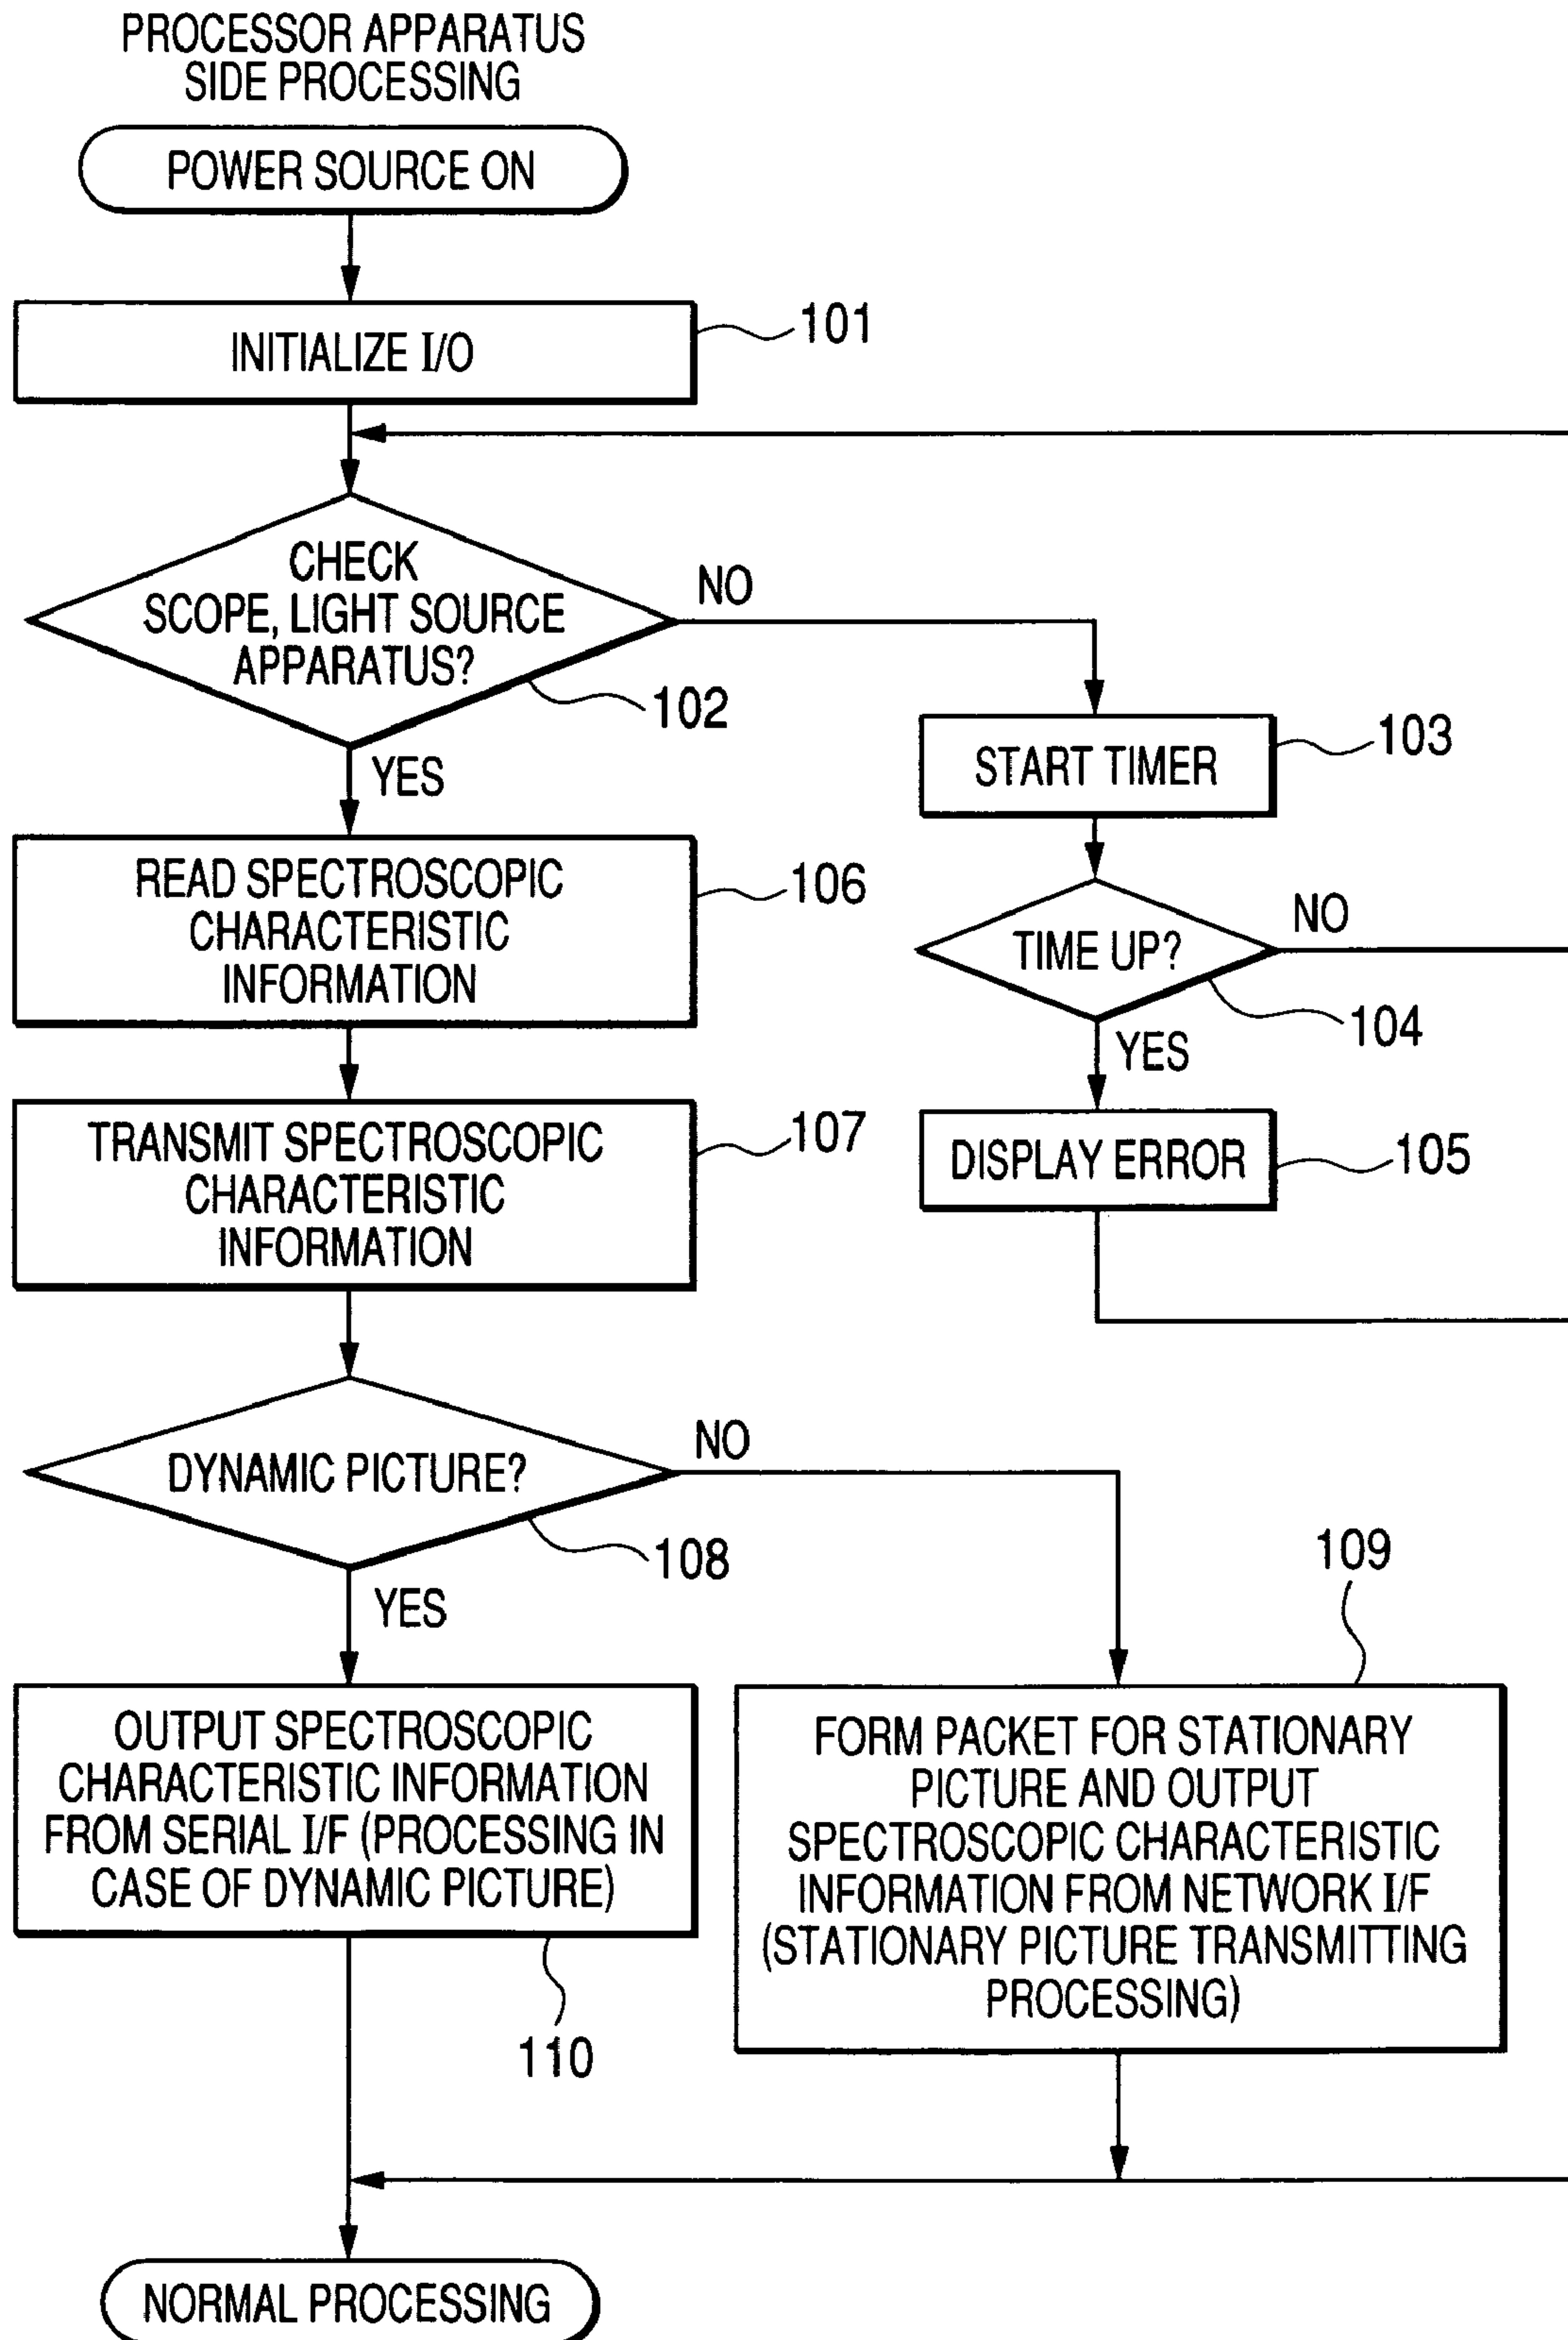 PROCESSOR APPARATUS
SIDE PROCESSING
POWER SOURCE ON
INITIALIZE I/O
101
CHECK
SCOPE, LIGHT SOURCE
APPARATUS?
NO
102
YES
START TIMER
103
READ SPECTROSCOPIC
CHARACTERISTIC
INFORMATION
106
TIME UP?
NO
104
YES
TRANSMIT SPECTROSCOPIC
CHARACTERISTIC
INFORMATION
107
DISPLAY ERROR
105
DYNAMIC PICTURE?
NO
108
YES
109
OUTPUT SPECTROSCOPIC
CHARACTERISTIC INFORMATION
FROM SERIAL I/F (PROCESSING IN
CASE OF DYNAMIC PICTURE)
110
FORM PACKET FOR STATIONARY
PICTURE AND OUTPUT
SPECTROSCOPIC CHARACTERISTIC
INFORMATION FROM NETWORK I/F
(STATIONARY PICTURE TRANSMITTING
PROCESSING)
NORMAL PROCESSING